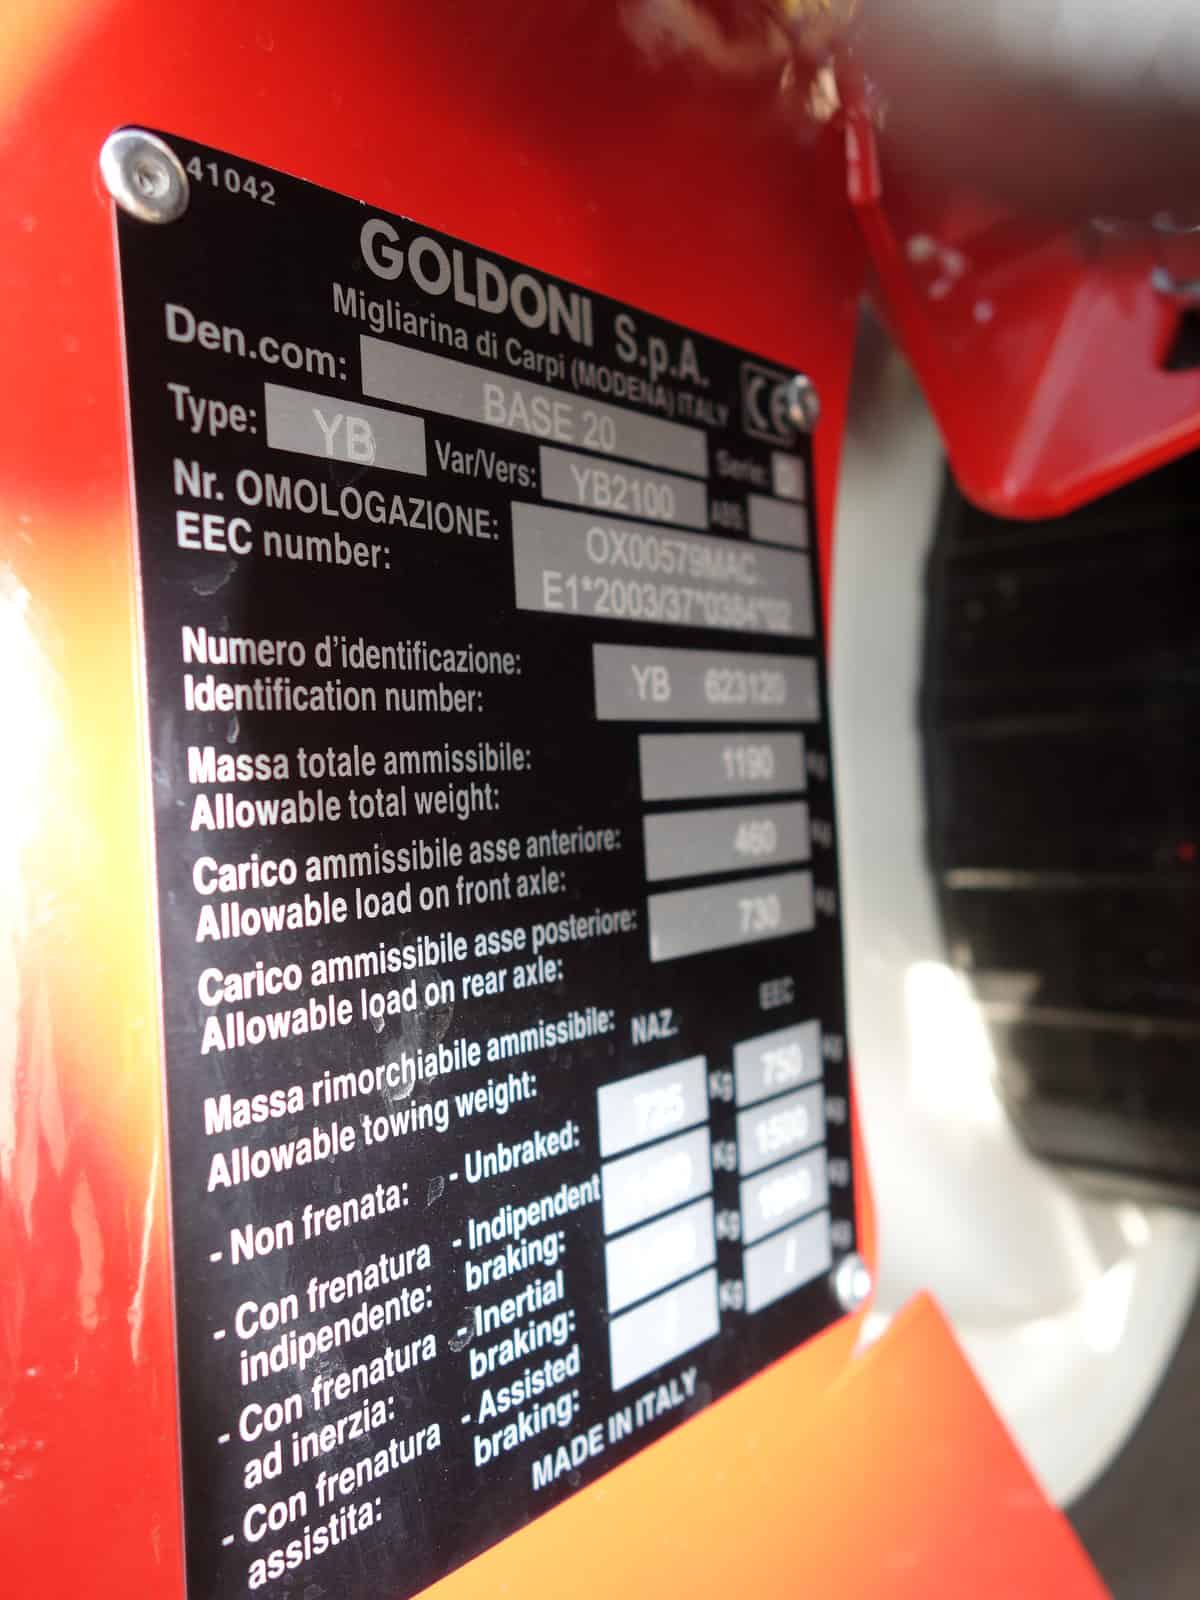 41042
GOLDONI S.p.A.
Migliarina di Carpi (MODENA) ITALY CE
Den.com: BASE 20 Serie:
Type: YB Var/Vers: YB2100 ABS:
Nr. OMOLOGAZIONE: OX00579MAC
EEC number: E1*2003/37*0384*02
Numero d'identificazione:
Identification number: YB 623120
Massa totale ammissibile:
Allowable total weight: 1190 Kg
Carico ammissibile asse anteriore:
Allowable load on front axle: 460 Kg
Carico ammissibile asse posteriore:
Allowable load on rear axle: 730 Kg
Massa rimorchiabile ammissibile: NAZ. EEC
Allowable towing weight:
- Non frenata: - Unbraked: 725 Kg 750 Kg
- Con frenatura indipendente: - Indipendent braking: Kg 1500 Kg
- Con frenatura ad inerzia: - Inertial braking: Kg Kg
- Con frenatura assistita: - Assisted braking: / Kg / Kg
MADE IN ITALY